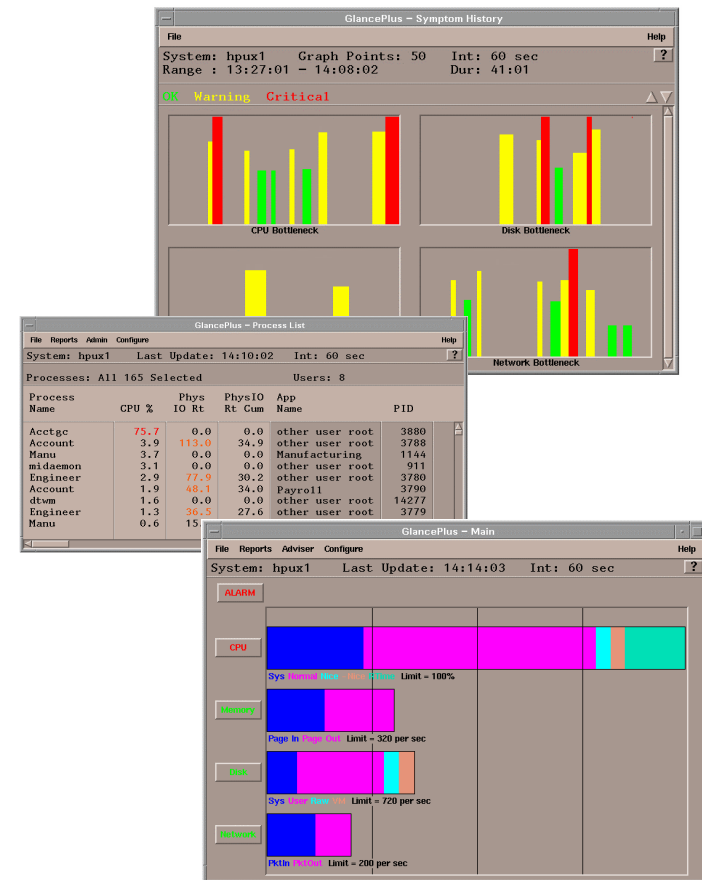 GlancePlus – Symptom History
File Help
System: hpux1 Graph Points: 50 Int: 60 sec ?
Range : 13:27:01 – 14:08:02 Dur: 41:01
OK Warning Critical
CPU Bottleneck Disk Bottleneck
Network Bottleneck
GlancePlus – Process List
File Reports Admin Configure Help
System: hpux1 Last Update: 14:10:02 Int: 60 sec ?
Processes: All 165 Selected Users: 8
Process Phys PhysIO App
Name CPU % IO Rt Rt Cum Name PID
Acctgc 75.7 0.0 0.0 other user root 3880
Account 3.9 113.0 34.9 other user root 3788
Manu 3.7 0.0 0.0 Manufacturing 1144
midaemon 3.1 0.0 0.0 other user root 911
Engineer 2.9 77.9 30.2 other user root 3780
Account 1.9 48.1 34.0 Payroll 3790
dtwm 1.6 0.0 0.0 other user root 14277
Engineer 1.3 36.5 27.6 other user root 3779
Manu 0.6 15.
GlancePlus – Main
File Reports Adviser Configure Help
System: hpux1 Last Update: 14:14:03 Int: 60 sec ?
ALARM
CPU
Sys Normal Nice Nice Limit = 100%
Memory
Page In Page Out Limit = 320 per sec
Disk
Sys User Raw VM Limit = 720 per sec
Network
PktIn PktOut Limit = 200 per sec